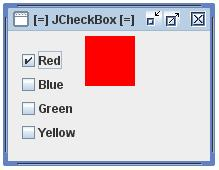 [=] JCheckBox [=]
Red
Blue
Green
Yellow